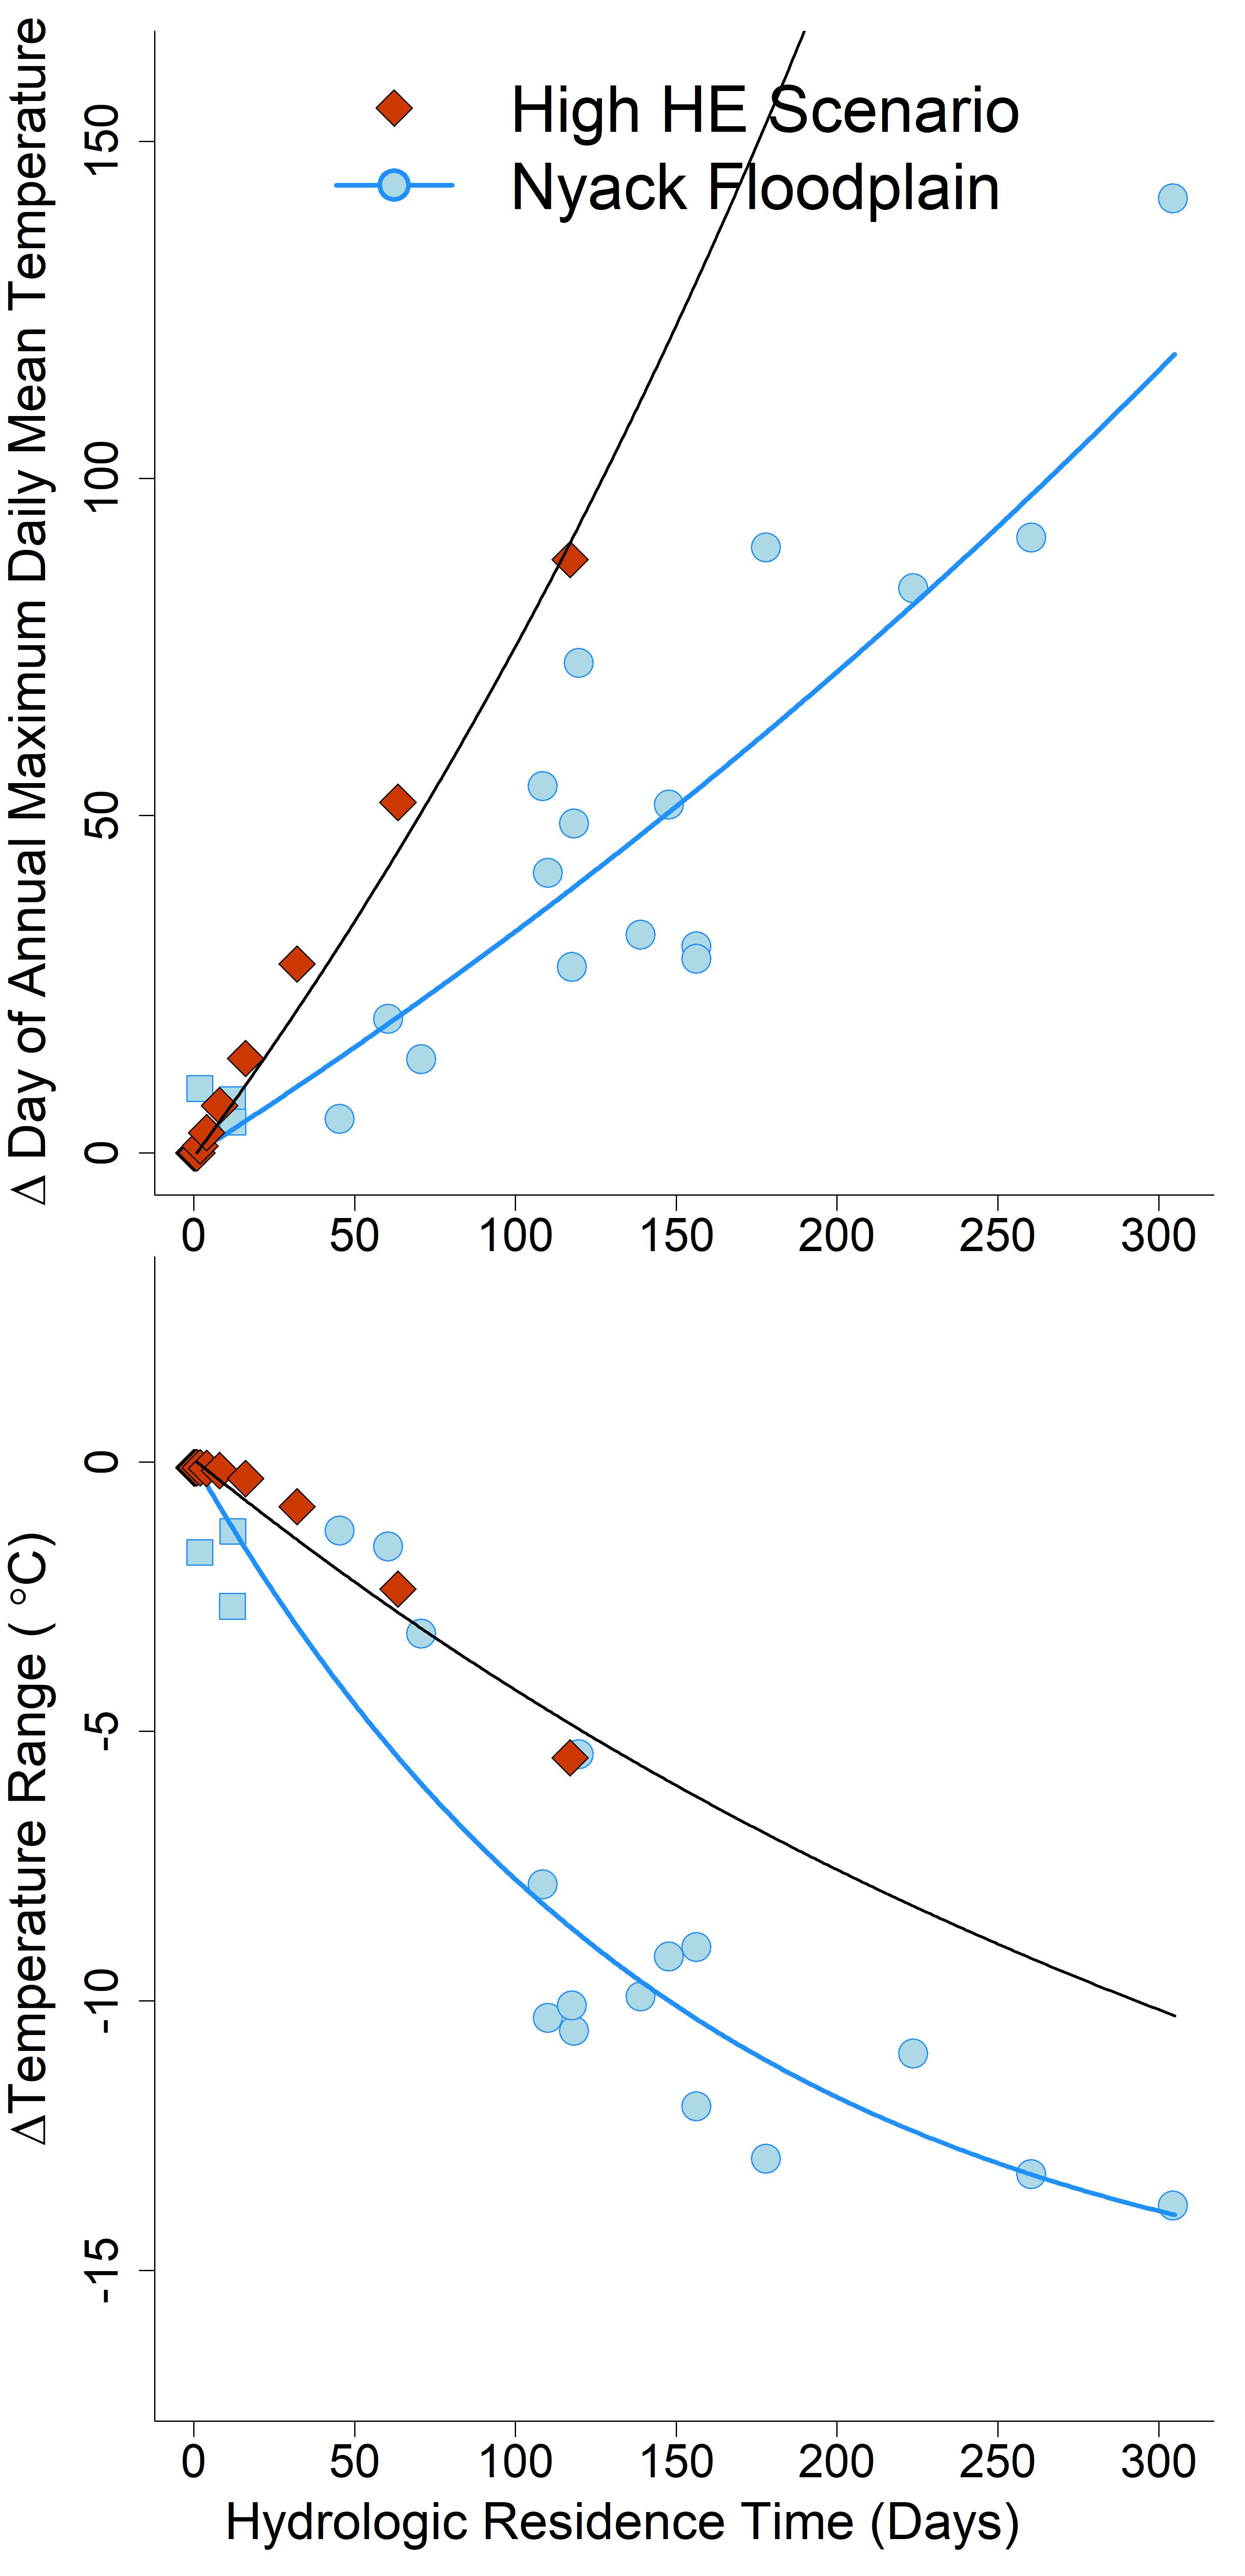 Δ Day of Annual Maximum Daily Mean Temperature
High HE Scenario
Nyack Floodplain
150
100
50
0
0 50 100 150 200 250 300
ΔTemperature Range ( °C)
0
-5
-10
-15
0 50 100 150 200 250 300
Hydrologic Residence Time (Days)